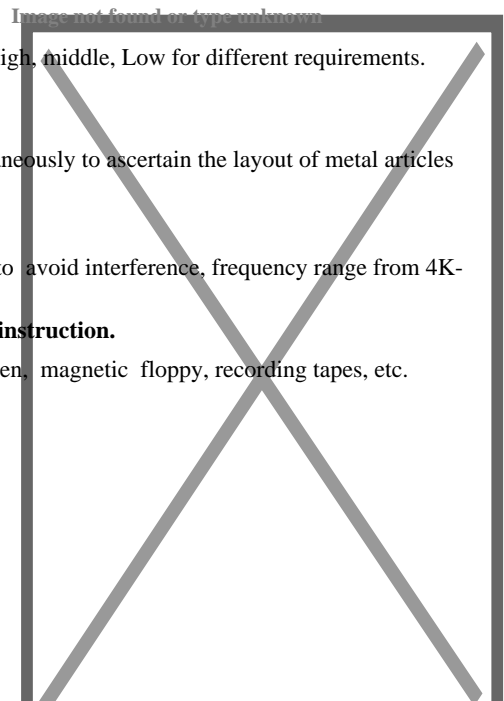 Image not found or type unknown
igh, middle, Low for different requirements.
neously to ascertain the layout of metal articles
to avoid interference, frequency range from 4K-
instruction.
en, magnetic floppy, recording tapes, etc.